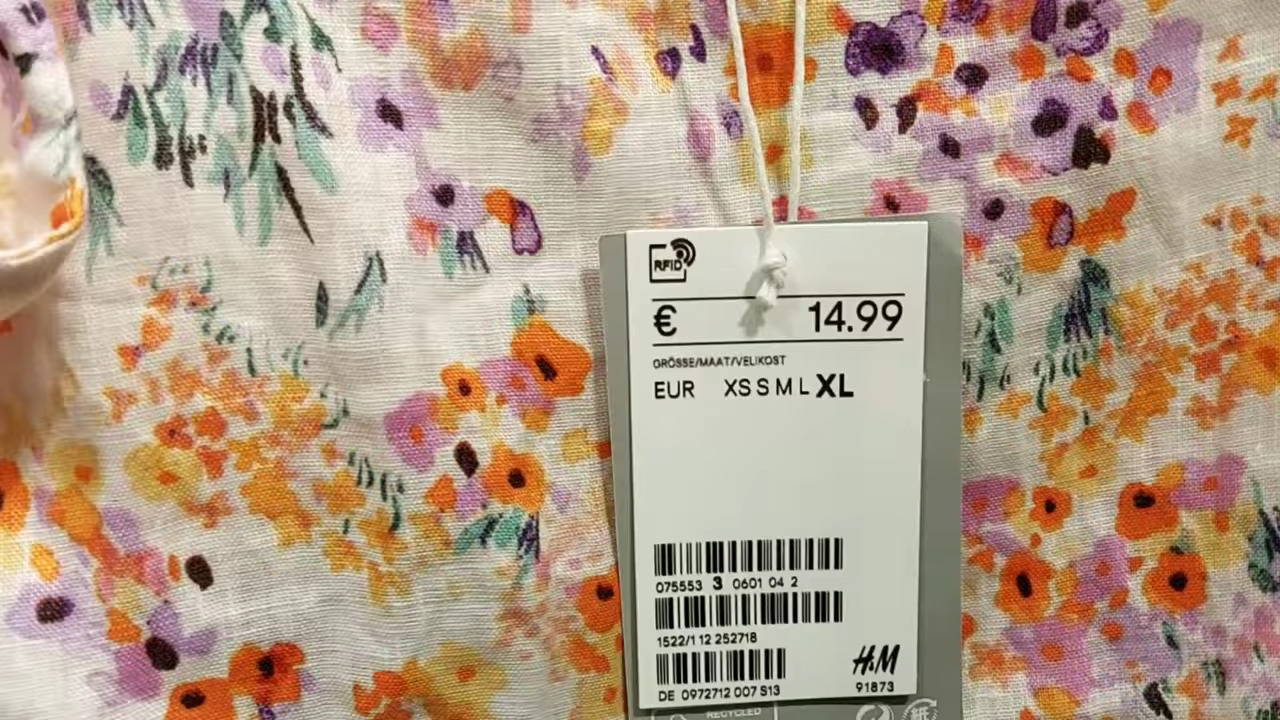 RFID
€ 14.99
GRÖSSE/MAAT/VELIKOST
EUR XS S M L XL
075553 3 0601 04 2
1522/1 12 252718
H&M
DE 0972712 007 S13
91873
RECYCLED
紙